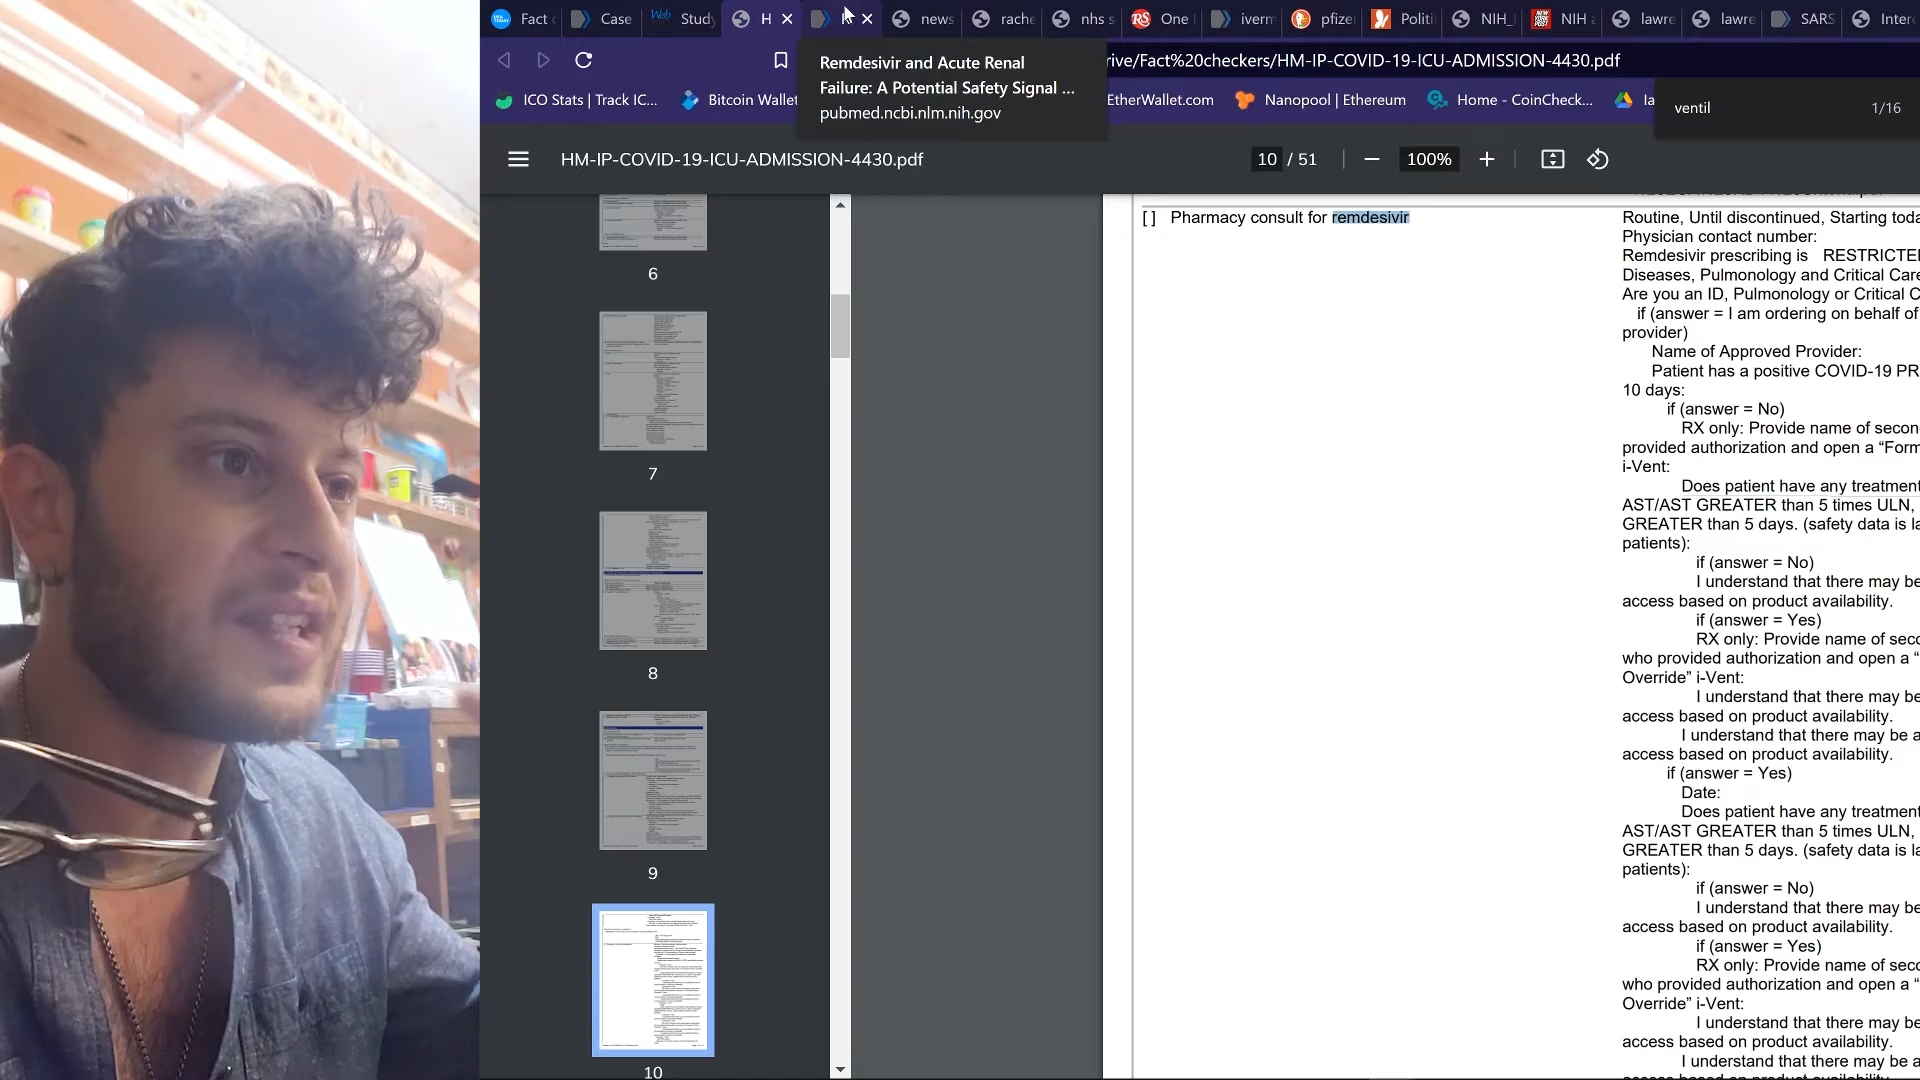 Fact
Case
Web Study
H
news
rache
nhs s
RS One
iverm
pfizer
Politi
NIH_
NEW YORK POST NIH a
lawre
lawre
SARS
Inter
rive/Fact%20checkers/HM-IP-COVID-19-ICU-ADMISSION-4430.pdf
Remdesivir and Acute Renal
Failure: A Potential Safety Signal ...
pubmed.ncbi.nlm.nih.gov
ICO Stats | Track IC...
Bitcoin Wallet
EtherWallet.com
Nanopool | Ethereum
Home - CoinCheck...
la
ventil
1/16
HM-IP-COVID-19-ICU-ADMISSION-4430.pdf
10 / 51
100%
6
7
8
9
10
[ ] Pharmacy consult for remdesivir
Routine, Until discontinued, Starting toda
Physician contact number:
Remdesivir prescribing is RESTRICTE
Diseases, Pulmonology and Critical Care
Are you an ID, Pulmonology or Critical C
if (answer = I am ordering on behalf of
provider)
Name of Approved Provider:
Patient has a positive COVID-19 PR
10 days:
if (answer = No)
RX only: Provide name of second
provided authorization and open a “Form
i-Vent:
Does patient have any treatment
AST/AST GREATER than 5 times ULN,
GREATER than 5 days. (safety data is la
patients):
if (answer = No)
I understand that there may be
access based on product availability.
if (answer = Yes)
RX only: Provide name of seco
who provided authorization and open a “
Override” i-Vent:
I understand that there may be
access based on product availability.
I understand that there may be a
access based on product availability.
if (answer = Yes)
Date:
Does patient have any treatment
AST/AST GREATER than 5 times ULN,
GREATER than 5 days. (safety data is la
patients):
if (answer = No)
I understand that there may be
access based on product availability.
if (answer = Yes)
RX only: Provide name of seco
who provided authorization and open a “
Override” i-Vent:
I understand that there may be
access based on product availability.
I understand that there may be a